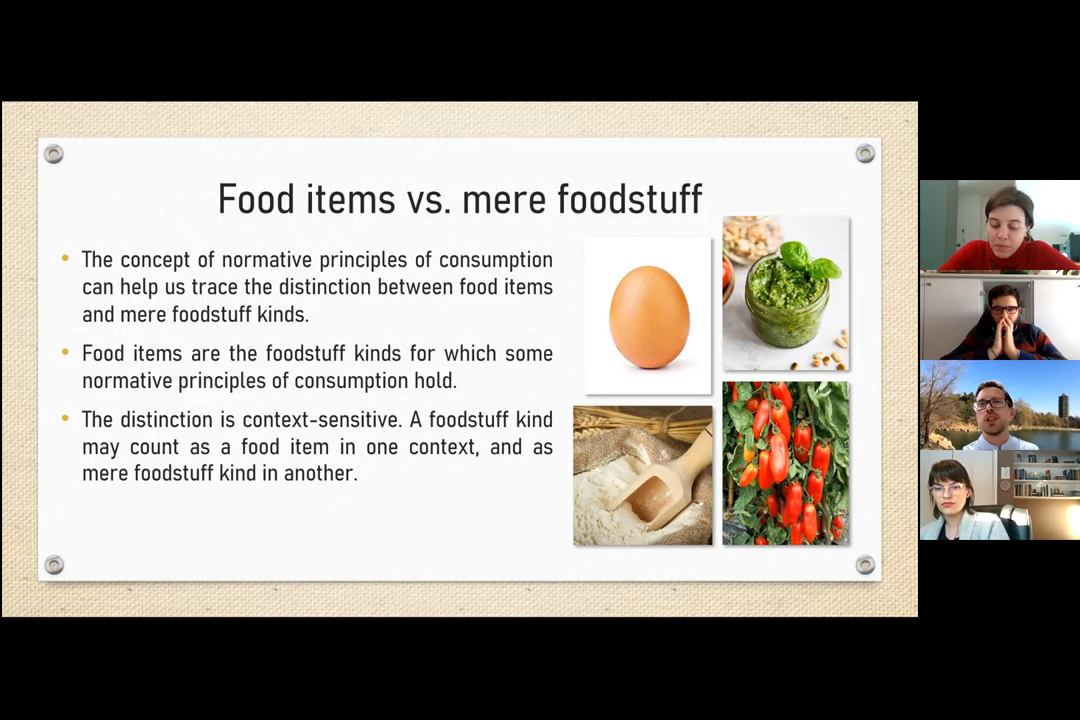 Food items vs. mere foodstuff
• The concept of normative principles of consumption
can help us trace the distinction between food items
and mere foodstuff kinds.
• Food items are the foodstuff kinds for which some
normative principles of consumption hold.
• The distinction is context-sensitive. A foodstuff kind
may count as a food item in one context, and as
mere foodstuff kind in another.